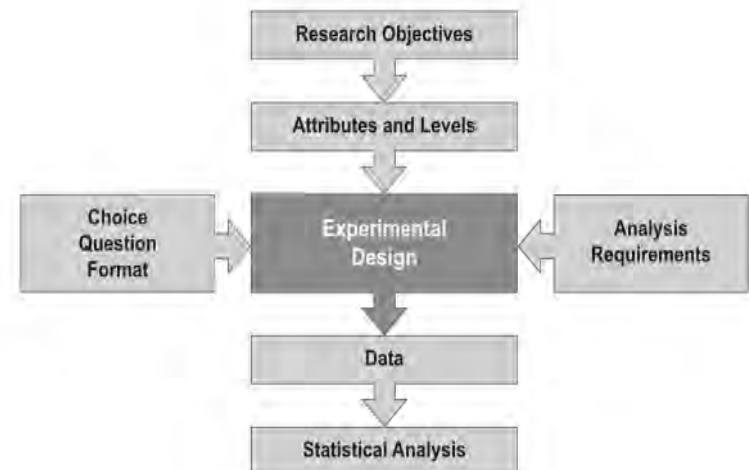 Research Objectives
Attributes and Levels
Choice
Question
Format
Experimental
Design
Analysis
Requirements
Data
Statistical Analysis